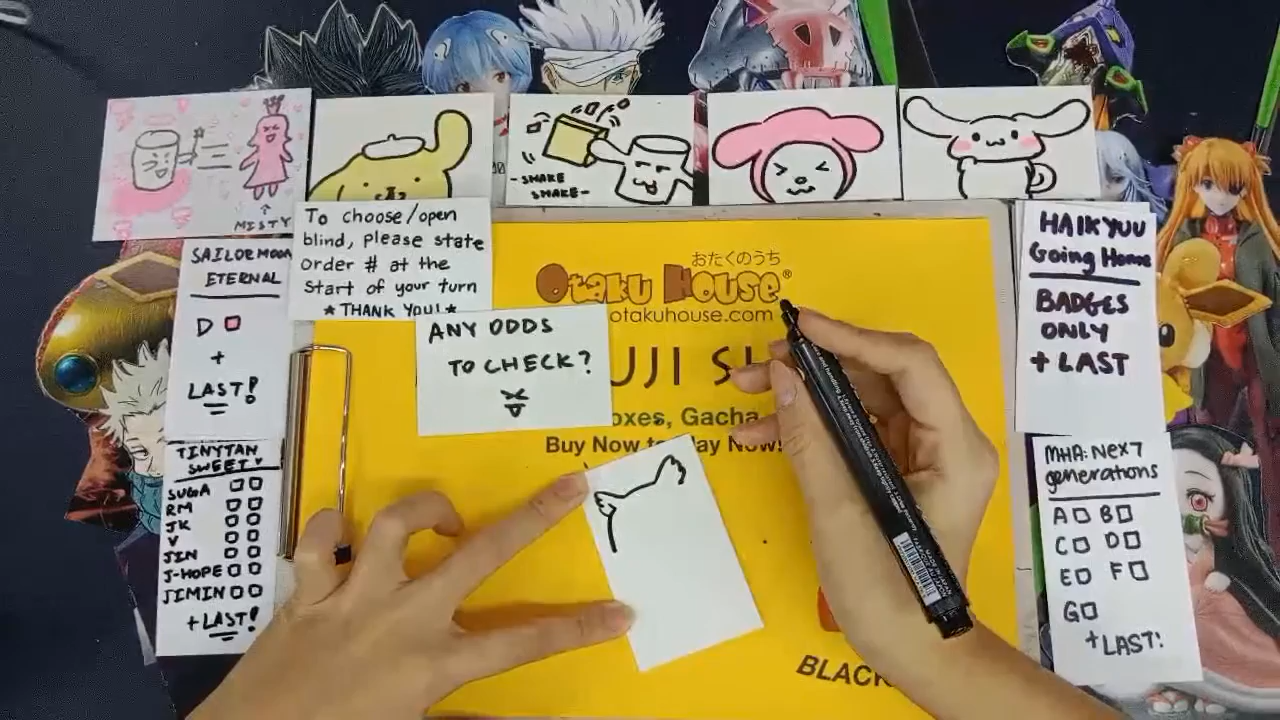 MISTY
- SHAKE
SHAKE -
To choose/open
blind, please state
Order # at the
start of your turn
★ THANK YOU! ★
SAILORMOON
ETERNAL
D
+
LAST!
TINYTAN
SWEET
SUGA
RM
JK
V
JIN
J-HOPE
JIMIN
+LAST!
ANY ODDS
TO CHECK?
おたくのうち
Otaku House®
otakuhouse.com
UJI S
oxes, Gacha
Buy Now to Play Now!
BLACK
HAIKYUU
Going Home
BADGES
ONLY
+ LAST
MHA: Next
generations
A B
C D
E F
G
+LAST!